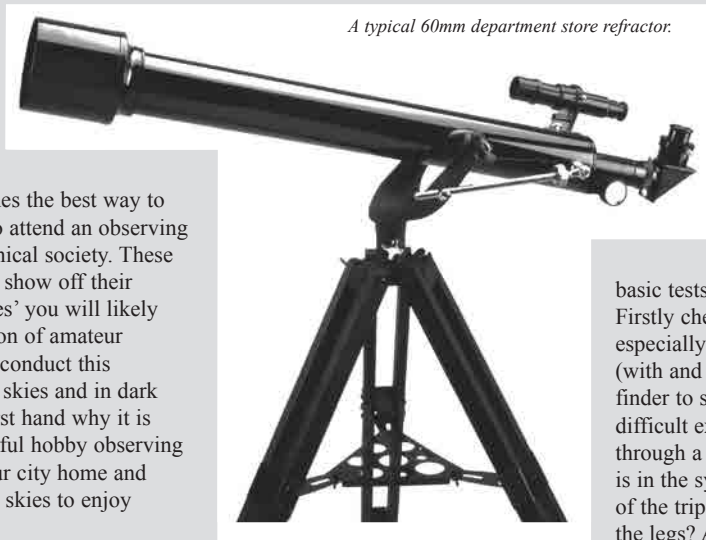 A typical 60mm department store refractor.
es the best way to
o attend an observing
nical society. These
show off their
es’ you will likely
on of amateur
conduct this
skies and in dark
st hand why it is
ful hobby observing
ur city home and
skies to enjoy
basic tests
Firstly che
especially
(with and
finder to s
difficult e
through a
is in the sy
of the trip
the legs? A